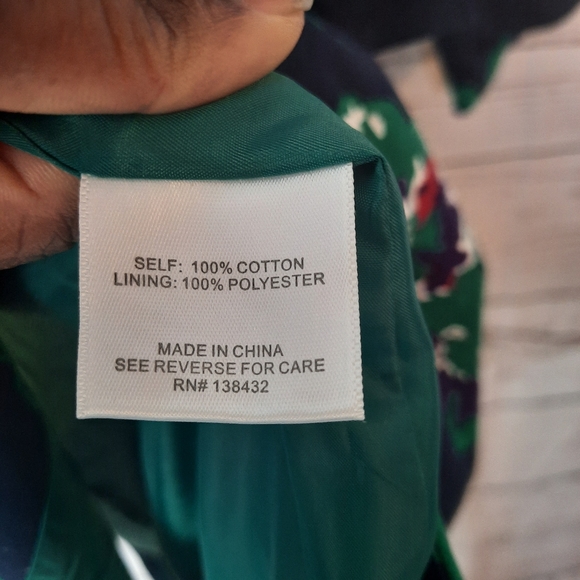 SELF: 100% COTTON
LINING: 100% POLYESTER
MADE IN CHINA
SEE REVERSE FOR CARE
RN# 138432